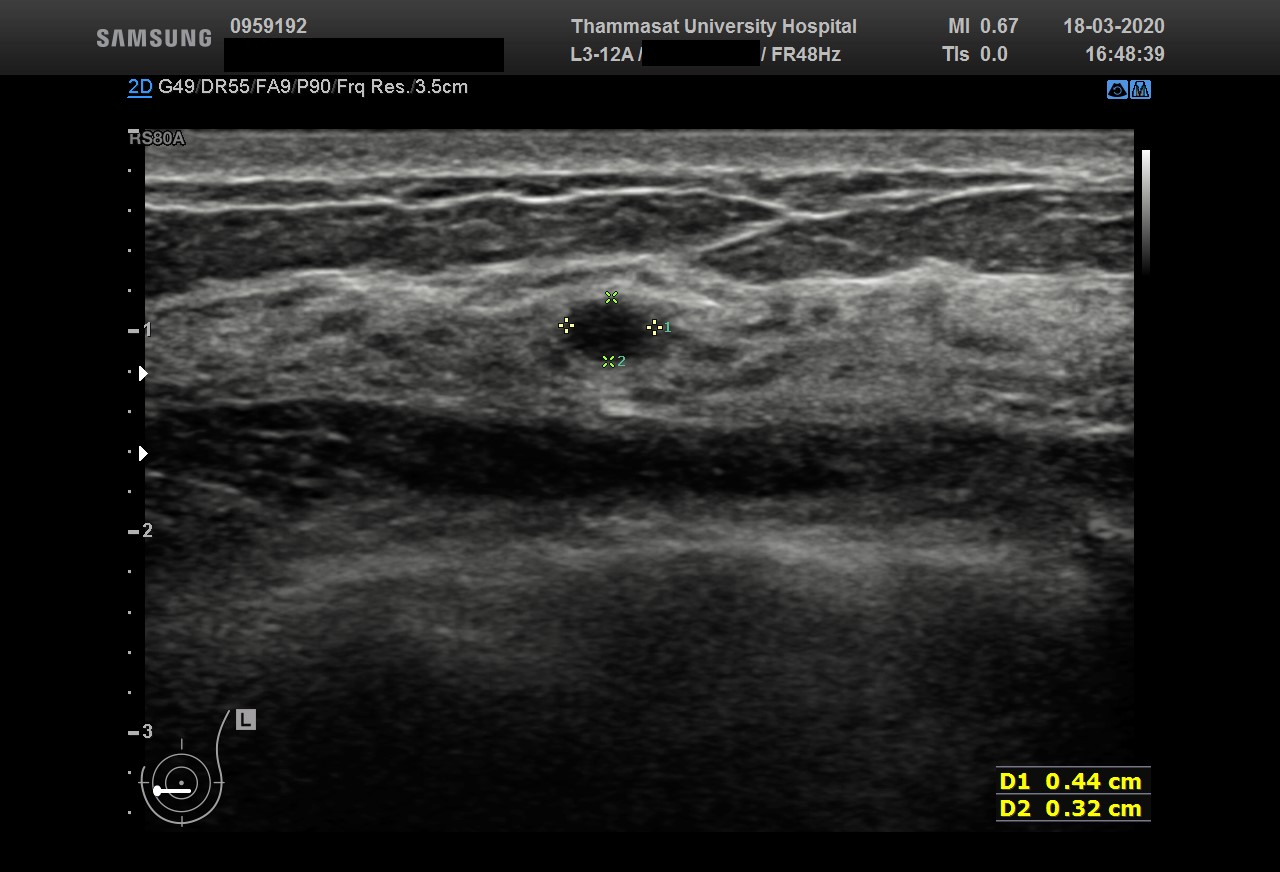 SAMSUNG
0959192
Thammasat University Hospital
L3-12A / / FR48Hz
MI 0.67
TIs 0.0
18-03-2020
16:48:39
2D G49/DR55/FA9/P90/Frq Res./3.5cm
RS80A
1
1
2
2
3
L
D1 0.44 cm
D2 0.32 cm